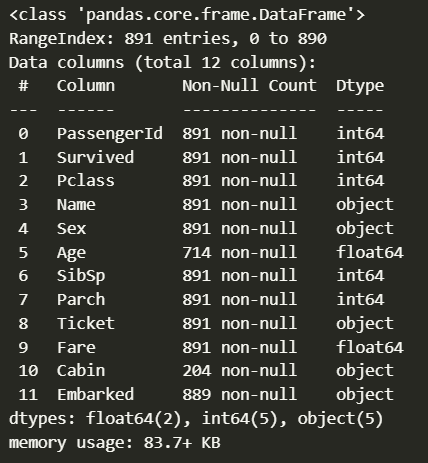 <class 'pandas.core.frame.DataFrame'>
RangeIndex: 891 entries, 0 to 890
Data columns (total 12 columns):
 #   Column       Non-Null Count  Dtype
---  ------       --------------  -----
 0   PassengerId  891 non-null    int64
 1   Survived     891 non-null    int64
 2   Pclass       891 non-null    int64
 3   Name         891 non-null    object
 4   Sex          891 non-null    object
 5   Age          714 non-null    float64
 6   SibSp        891 non-null    int64
 7   Parch        891 non-null    int64
 8   Ticket       891 non-null    object
 9   Fare         891 non-null    float64
 10  Cabin        204 non-null    object
 11  Embarked     889 non-null    object
dtypes: float64(2), int64(5), object(5)
memory usage: 83.7+ KB